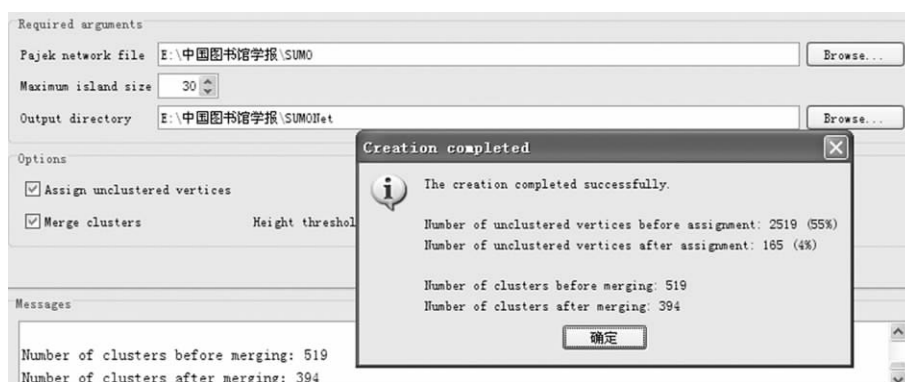 Required arguments
Pajek network file E:\中国图书馆学报\SUMO Browse...
Maximum island size 30
Output directory E:\中国图书馆学报\SUMONet Browse...
Creation completed
Options
The creation completed successfully.
Assign unclustered vertices
Number of unclustered vertices before assignment: 2519 (55%)
Merge clusters Height threshol
Number of unclustered vertices after assignment: 165 (4%)
Number of clusters before merging: 519
Messages
Number of clusters after merging: 394
确定
Number of clusters before merging: 519
Number of clusters after merging: 394